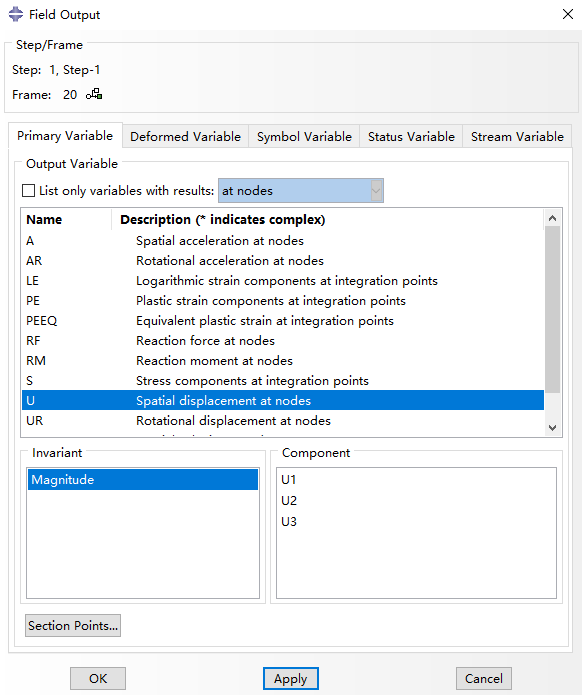 Field Output
Step/Frame
Step: 1, Step-1
Frame: 20
Primary Variable Deformed Variable Symbol Variable Status Variable Stream Variable
Output Variable
List only variables with results: at nodes
Name Description (* indicates complex)
A Spatial acceleration at nodes
AR Rotational acceleration at nodes
LE Logarithmic strain components at integration points
PE Plastic strain components at integration points
PEEQ Equivalent plastic strain at integration points
RF Reaction force at nodes
RM Reaction moment at nodes
S Stress components at integration points
U Spatial displacement at nodes
UR Rotational displacement at nodes
Invariant Component
Magnitude U1
U2
U3
Section Points...
OK Apply Cancel